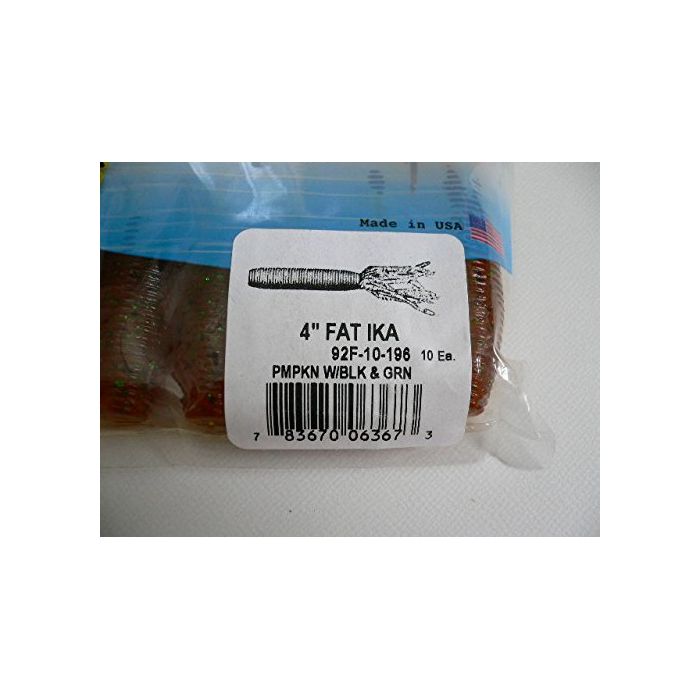 Made in USA
4" FAT IKA
92F-10-196 10 Ea.
PMPKN W/BLK & GRN
7 83670 06367 3